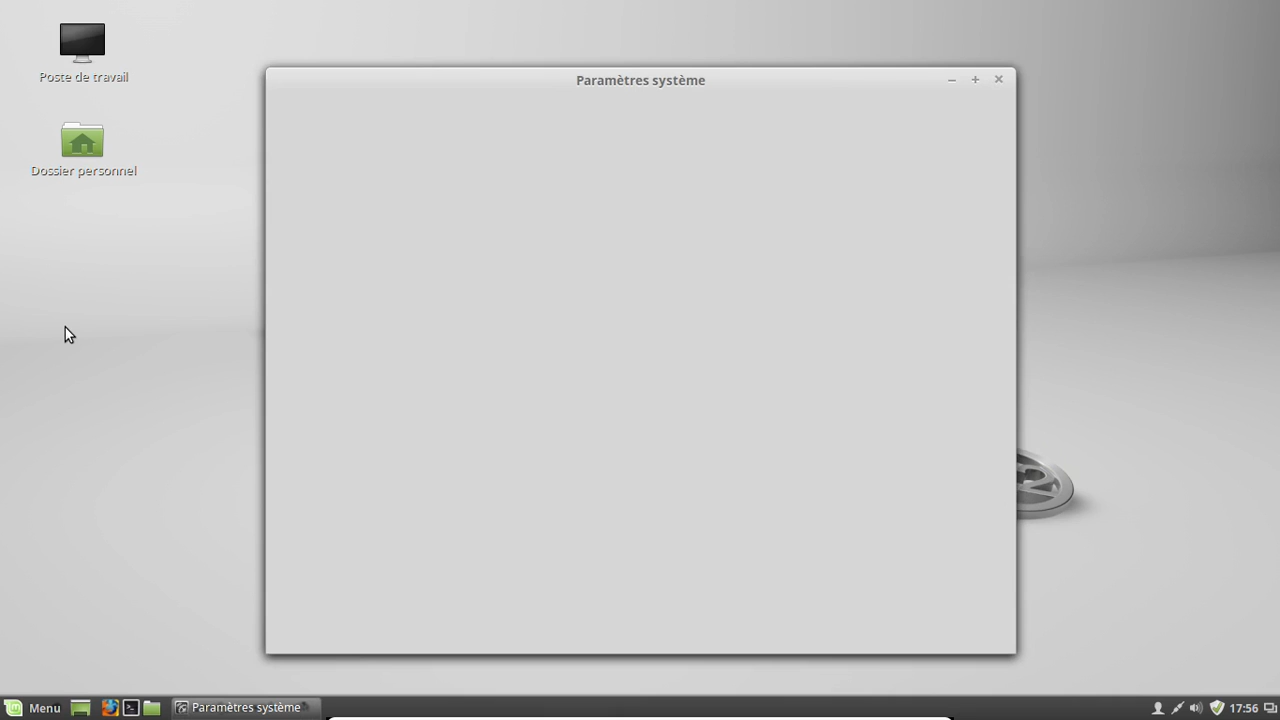 Poste de travail
Dossier personnel
Paramètres système
Menu
Paramètres système
17:56